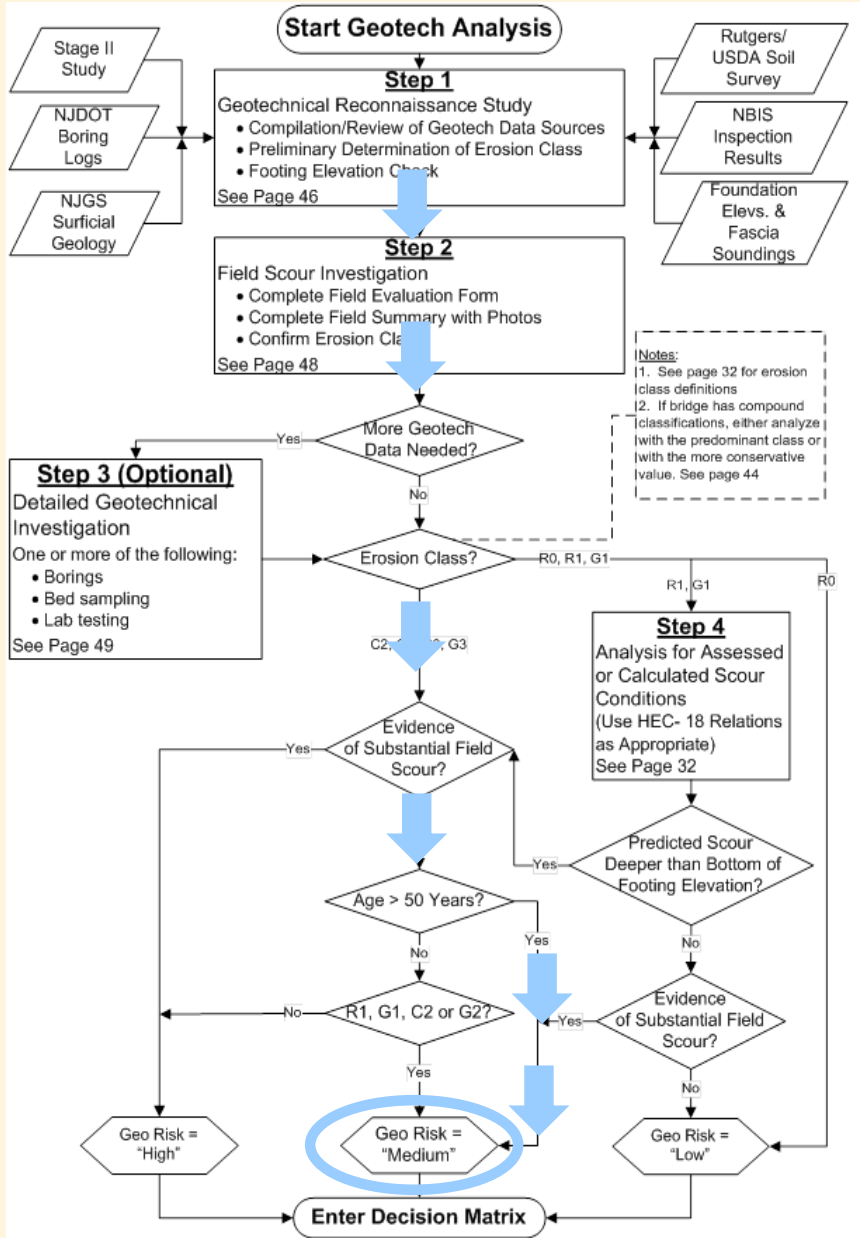 Start Geotech Analysis
Stage II
Study
NJDOT
Boring
Logs
NJGS
Surficial
Geology
Step 1
Geotechnical Reconnaissance Study
• Compilation/Review of Geotech Data Sources
• Preliminary Determination of Erosion Class
• Footing Elevation Check
See Page 46
Rutgers/
USDA Soil
Survey
NBIS
Inspection
Results
Foundation
Elevs. &
Fascia
Soundings
Step 2
Field Scour Investigation
• Complete Field Evaluation Form
• Complete Field Summary with Photos
• Confirm Erosion
See Page 48
Notes:
1. See page 32 for erosion
class definitions
2. If bridge has compound
classifications, either analyze
with the predominant class or
with the more conservative
value. See page 44
More Geotech
Data Needed?
Yes
No
Step 3 (Optional)
Detailed Geotechnical
Investigation
One or more of the following:
• Borings
• Bed sampling
• Lab testing
See Page 49
Erosion Class?
R0, R1, G1
R1, G1
R0
C2, G3
Step 4
Analysis for Assessed
or Calculated Scour
Conditions
(Use HEC- 18 Relations
as Appropriate)
See Page 32
Evidence
of Substantial Field
Scour?
Yes
Predicted Scour
Deeper than Bottom of
Footing Elevation?
Yes
No
Age > 50 Years?
Yes
No
R1, G1, C2 or G2?
No
Yes
Evidence
of Substantial Field
Scour?
Yes
No
Geo Risk =
"High"
Geo Risk =
"Medium"
Geo Risk =
"Low"
Enter Decision Matrix